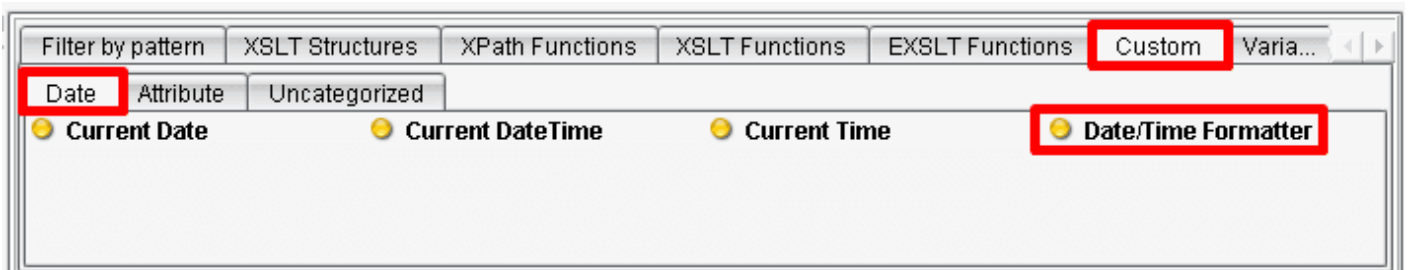 Filter by pattern XSLT Structures XPath Functions XSLT Functions EXSLT Functions Custom Varia...
Date Attribute Uncategorized
Current Date Current DateTime Current Time Date/Time Formatter